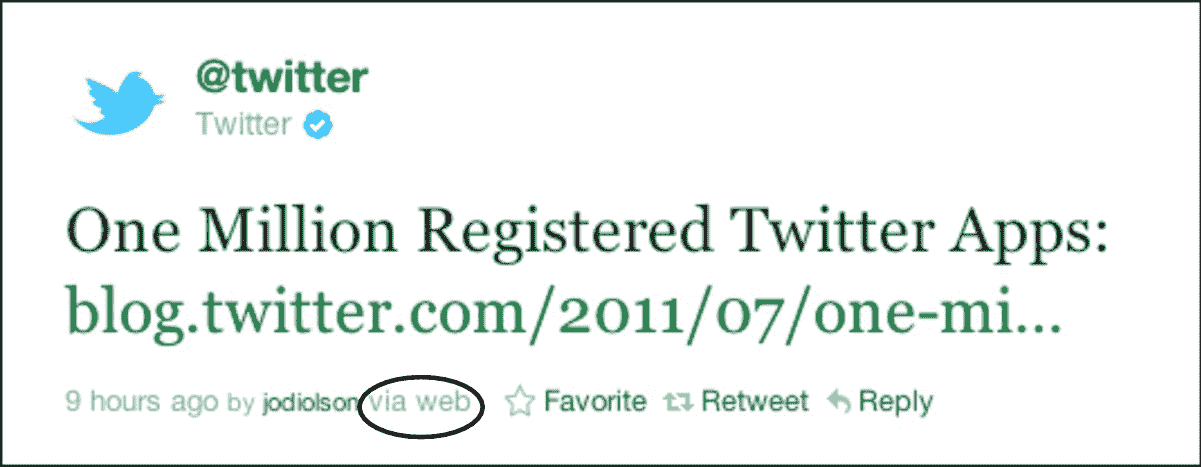 @twitter
Twitter
One Million Registered Twitter Apps:
blog.twitter.com/2011/07/one-mi...
9 hours ago by jodiolson via web Favorite Retweet Reply